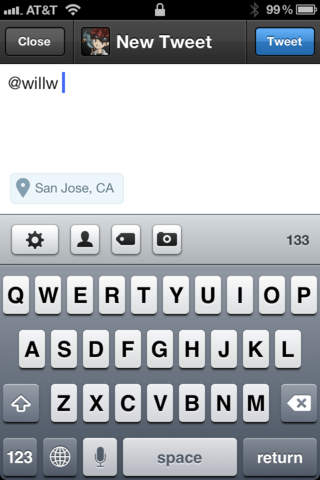 AT&T 99%
Close New Tweet Tweet
@willw
San Jose, CA
133
Q W E R T Y U I O P
A S D F G H J K L
Z X C V B N M
123 space return